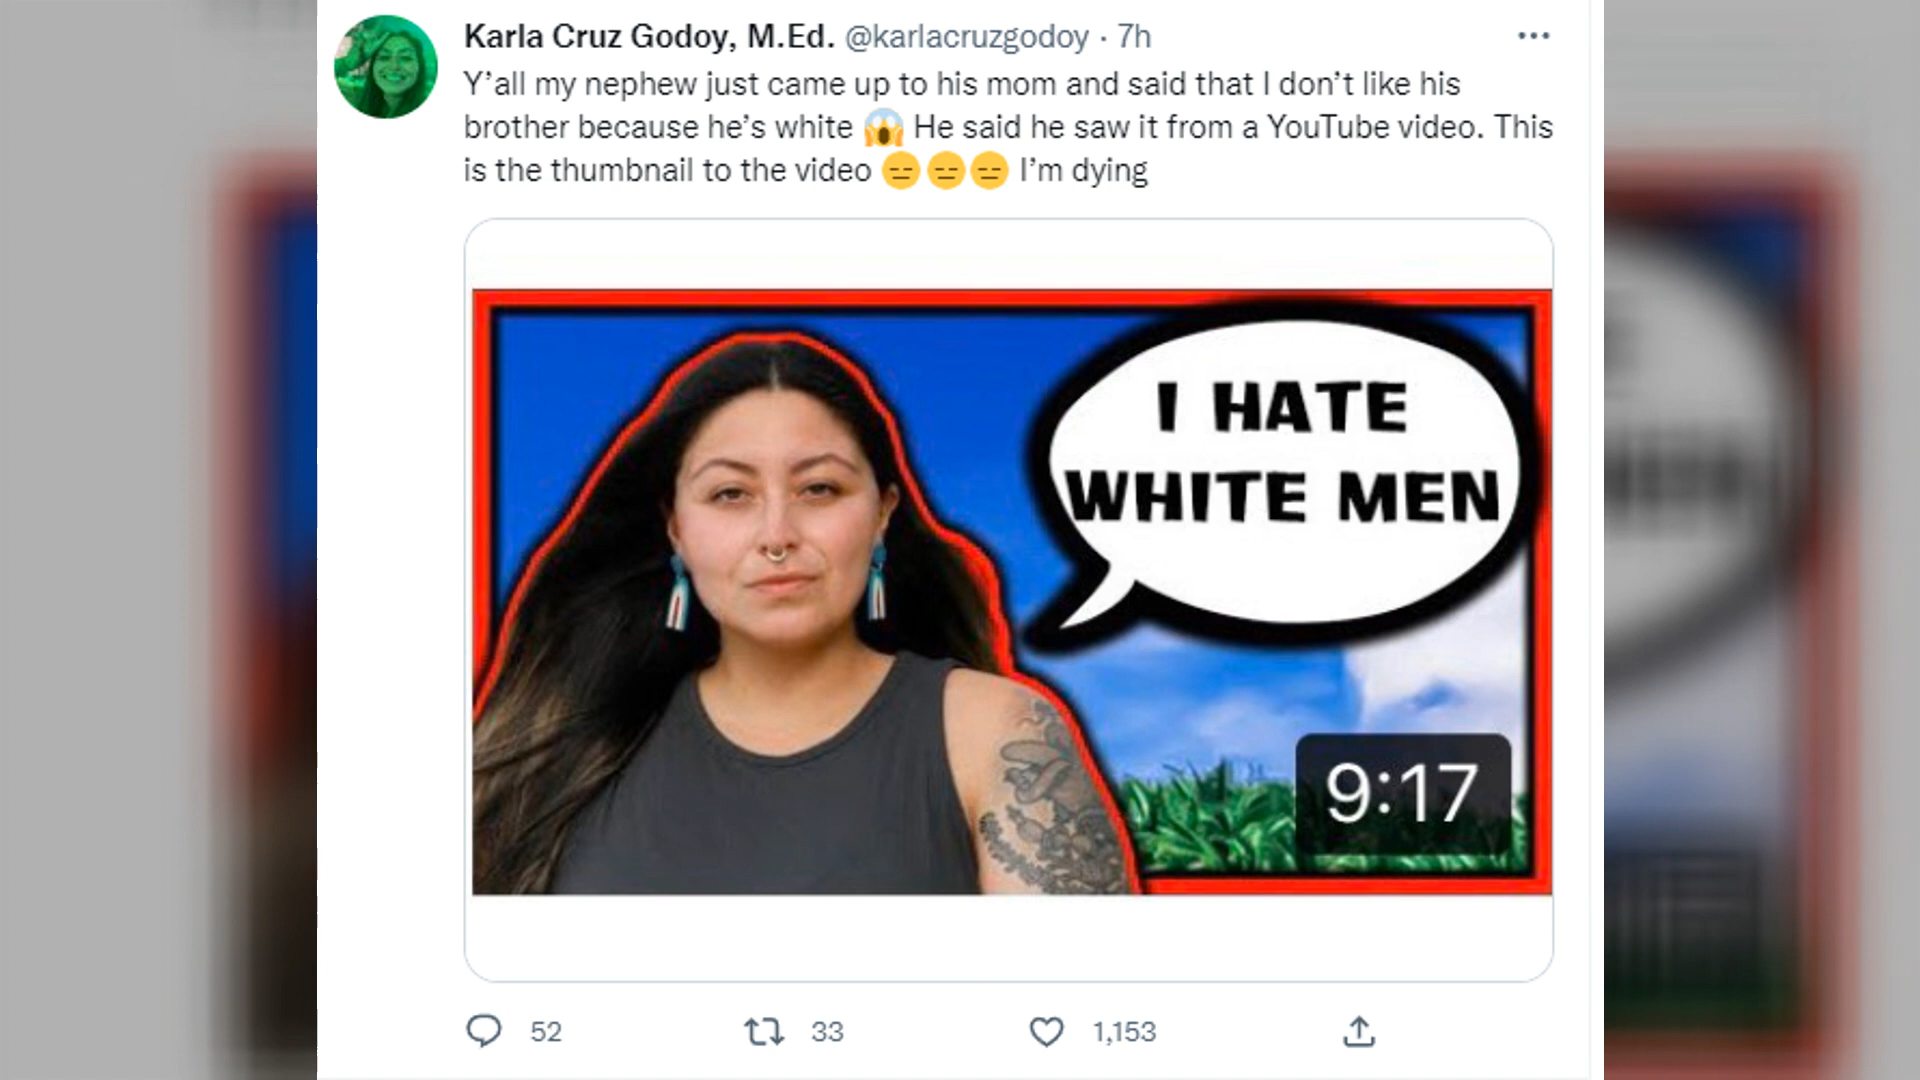 Karla Cruz Godoy, M.Ed. @karlacruzgodoy · 7h
Y’all my nephew just came up to his mom and said that I don’t like his
brother because he’s white 😱 He said he saw it from a YouTube video. This
is the thumbnail to the video 😑😑😑 I’m dying
I HATE
WHITE MEN
9:17
52 33 1,153